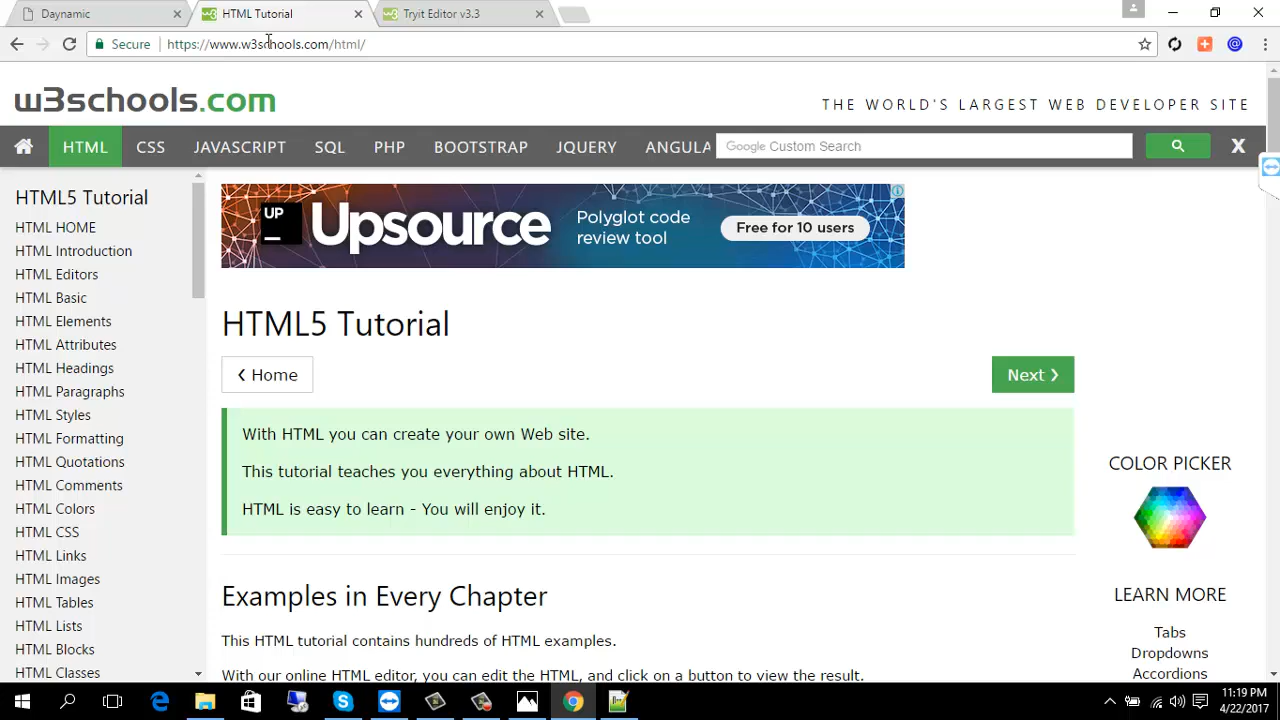 Daynamic
HTML Tutorial
Tryit Editor v3.3
Secure
https://www.w3schools.com/html/
w3schools.com
THE WORLD'S LARGEST WEB DEVELOPER SITE
HTML CSS JAVASCRIPT SQL PHP BOOTSTRAP JQUERY ANGULA
Google Custom Search
X
HTML5 Tutorial
HTML HOME
HTML Introduction
HTML Editors
HTML Basic
HTML Elements
HTML Attributes
HTML Headings
HTML Paragraphs
HTML Styles
HTML Formatting
HTML Quotations
HTML Comments
HTML Colors
HTML CSS
HTML Links
HTML Images
HTML Tables
HTML Lists
HTML Blocks
HTML Classes
UP
Upsource
Polyglot code
review tool
Free for 10 users
HTML5 Tutorial
❮ Home
Next ❯
With HTML you can create your own Web site.
This tutorial teaches you everything about HTML.
HTML is easy to learn - You will enjoy it.
Examples in Every Chapter
This HTML tutorial contains hundreds of HTML examples.
With our online HTML editor, you can edit the HTML, and click on a button to view the result.
COLOR PICKER
LEARN MORE
Tabs
Dropdowns
Accordions
11:19 PM
4/22/2017